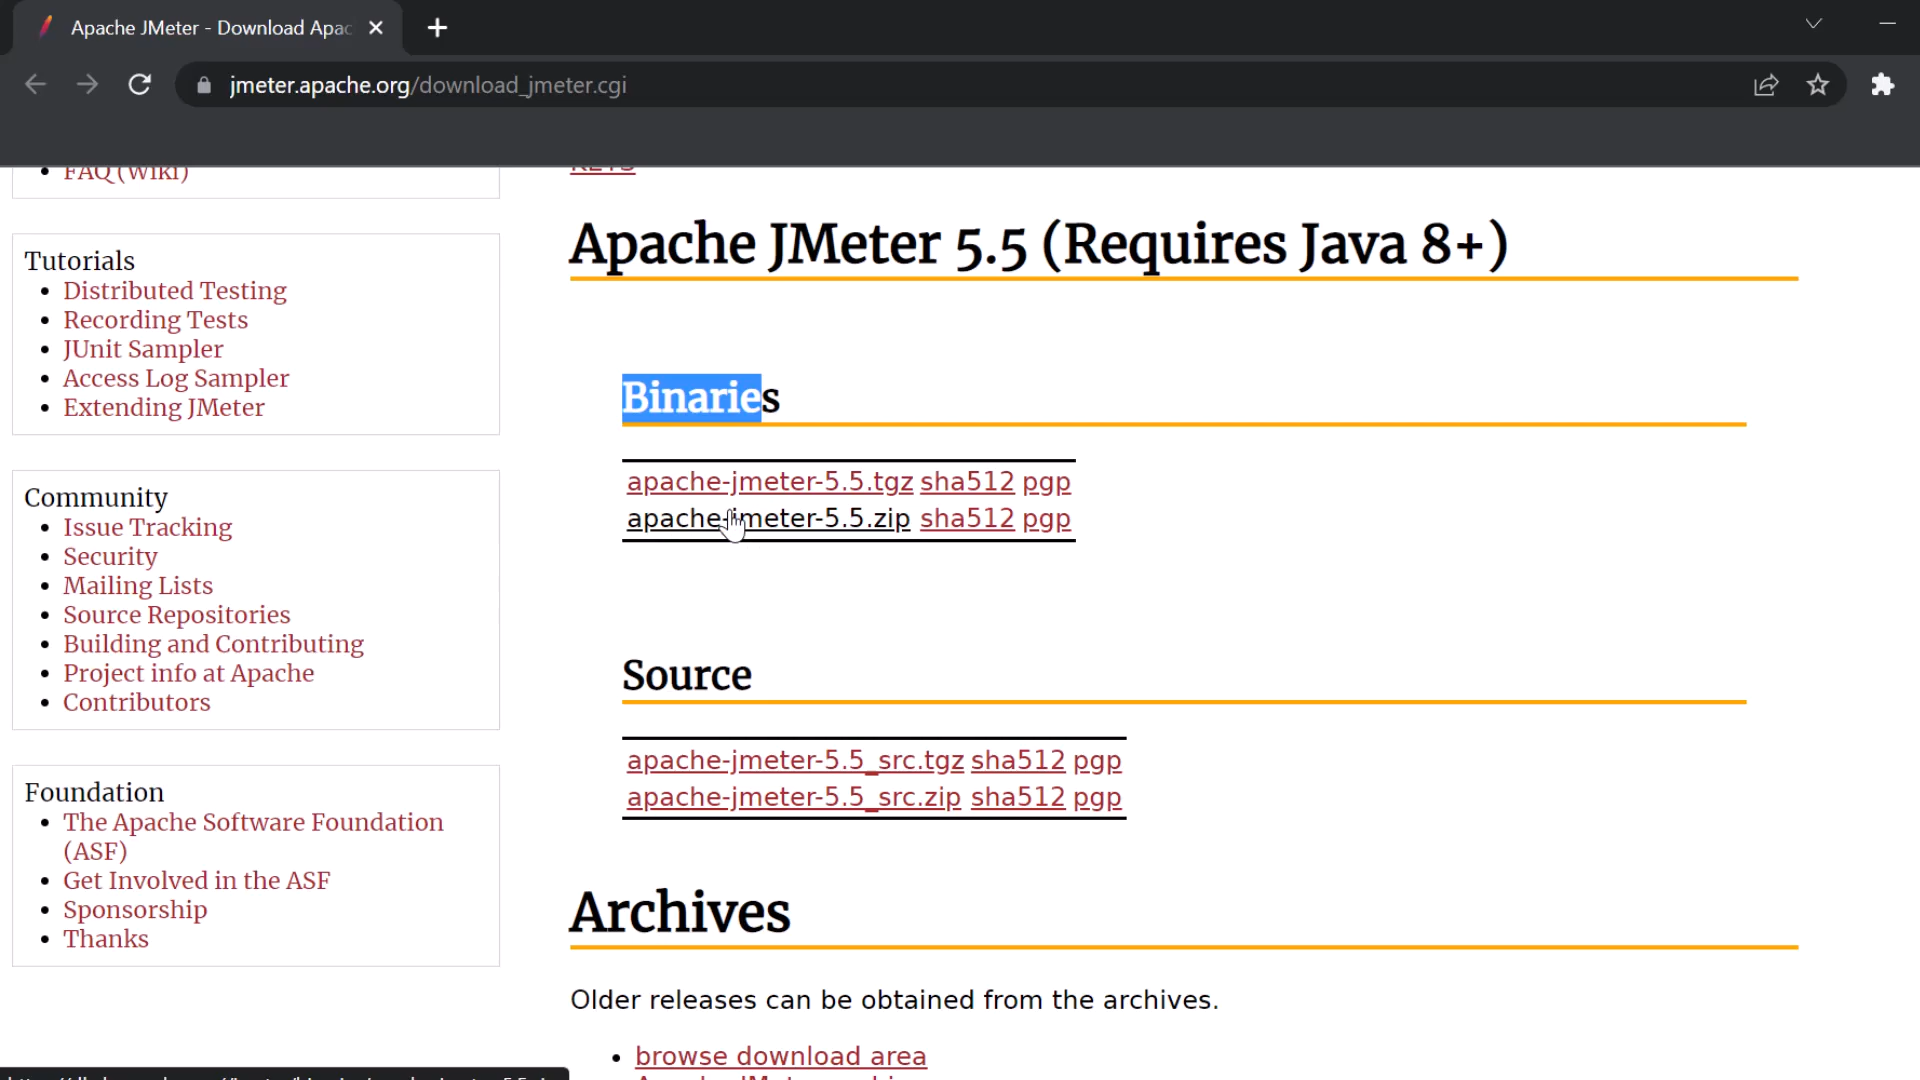 Apache JMeter - Download Apac
jmeter.apache.org/download_jmeter.cgi
FAQ (Wiki)
Tutorials
Distributed Testing
Recording Tests
JUnit Sampler
Access Log Sampler
Extending JMeter
Community
Issue Tracking
Security
Mailing Lists
Source Repositories
Building and Contributing
Project info at Apache
Contributors
Foundation
The Apache Software Foundation
(ASF)
Get Involved in the ASF
Sponsorship
Thanks
KEYS
Apache JMeter 5.5 (Requires Java 8+)
Binaries
apache-jmeter-5.5.tgz sha512 pgp
apache-jmeter-5.5.zip sha512 pgp
Source
apache-jmeter-5.5_src.tgz sha512 pgp
apache-jmeter-5.5_src.zip sha512 pgp
Archives
Older releases can be obtained from the archives.
browse download area